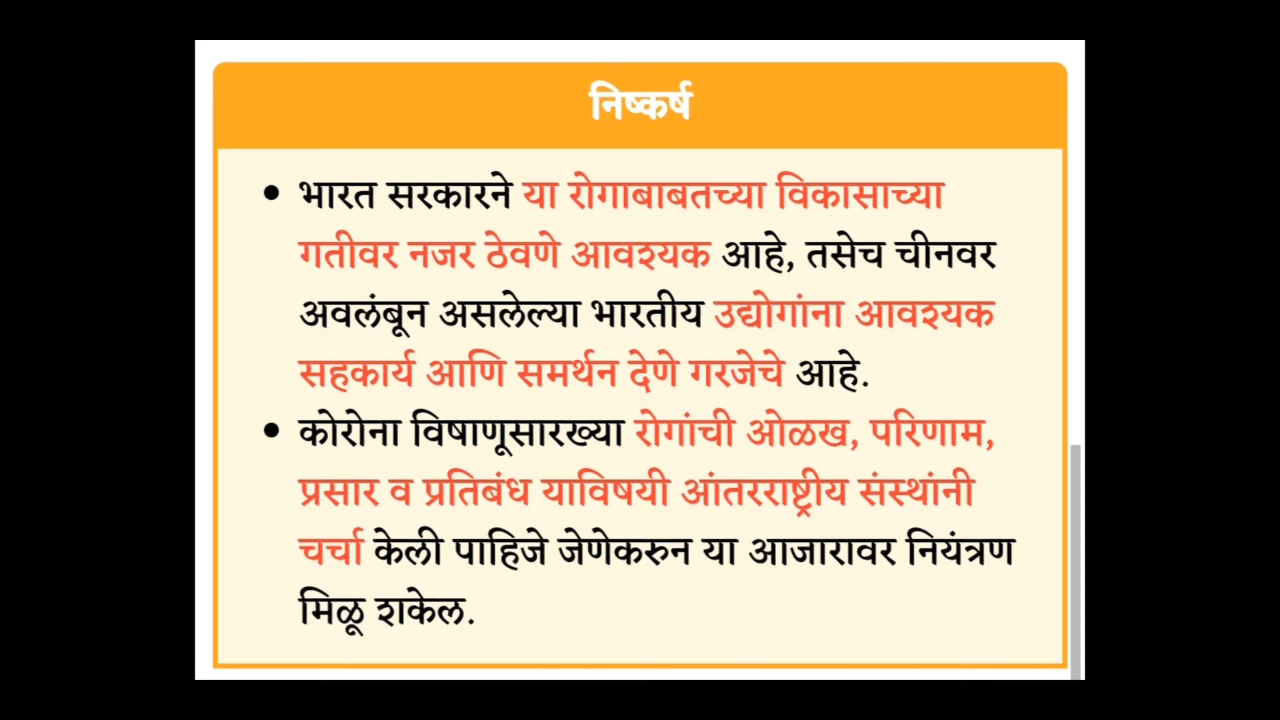 निष्कर्ष
• भारत सरकारने या रोगाबाबतच्या विकासाच्या
गतीवर नजर ठेवणे आवश्यक आहे, तसेच चीनवर
अवलंबून असलेल्या भारतीय उद्योगांना आवश्यक
सहकार्य आणि समर्थन देणे गरजेचे आहे.
• कोरोना विषाणूसारख्या रोगांची ओळख, परिणाम,
प्रसार व प्रतिबंध याविषयी आंतरराष्ट्रीय संस्थांनी
चर्चा केली पाहिजे जेणेकरुन या आजारावर नियंत्रण
मिळू शकेल.